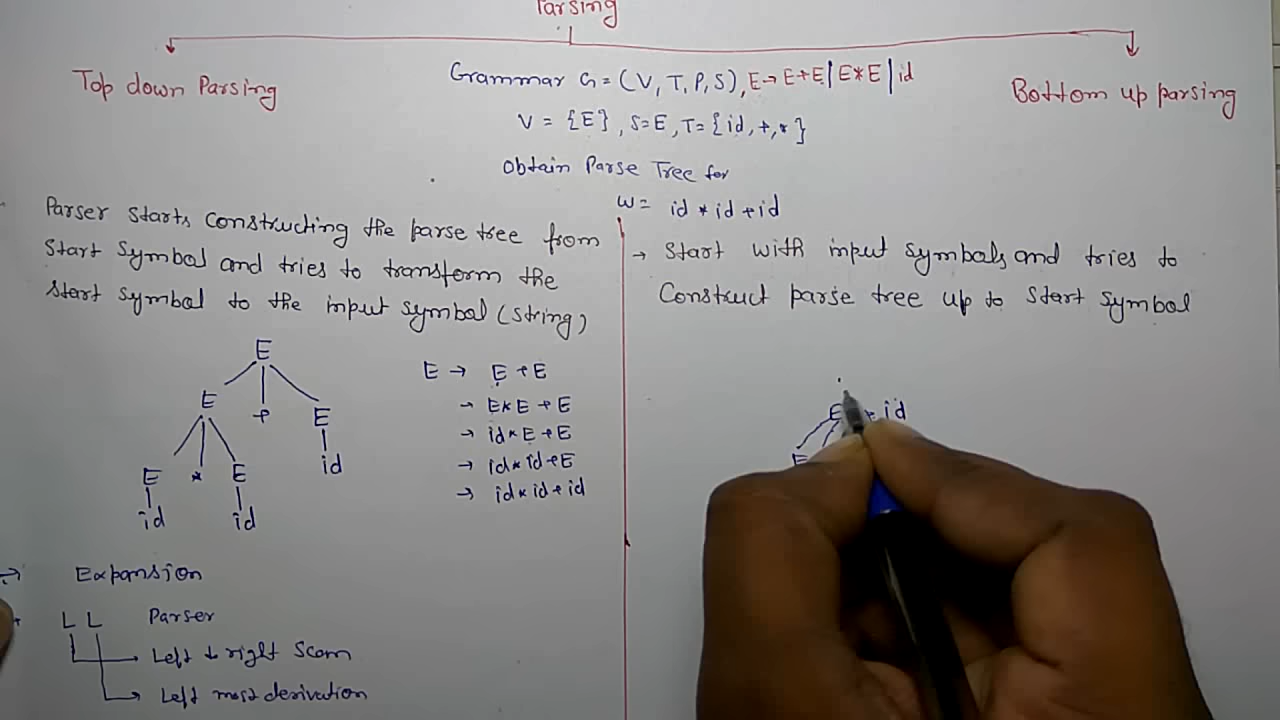 Parsing
Top down Parsing
Grammar G = (V, T, P, S), E → E+E | E*E | id
Bottom up parsing
V = {E}, S=E, T={id, +, *}
Obtain Parse Tree for
W = id * id + id
Parser starts constructing the parse tree from
Start Symbol and tries to transform the
Start symbol to the input symbol (string)
→ Start with input symbols and tries to
Construct parse tree up to start symbol
E
E + E
E * E id
id id
E → E + E
→ E * E + E
→ id * E + E
→ id * id + E
→ id * id + id
E + id
E
⇒ Expansion
LL Parser
→ Left to right Scan
→ Left most derivation